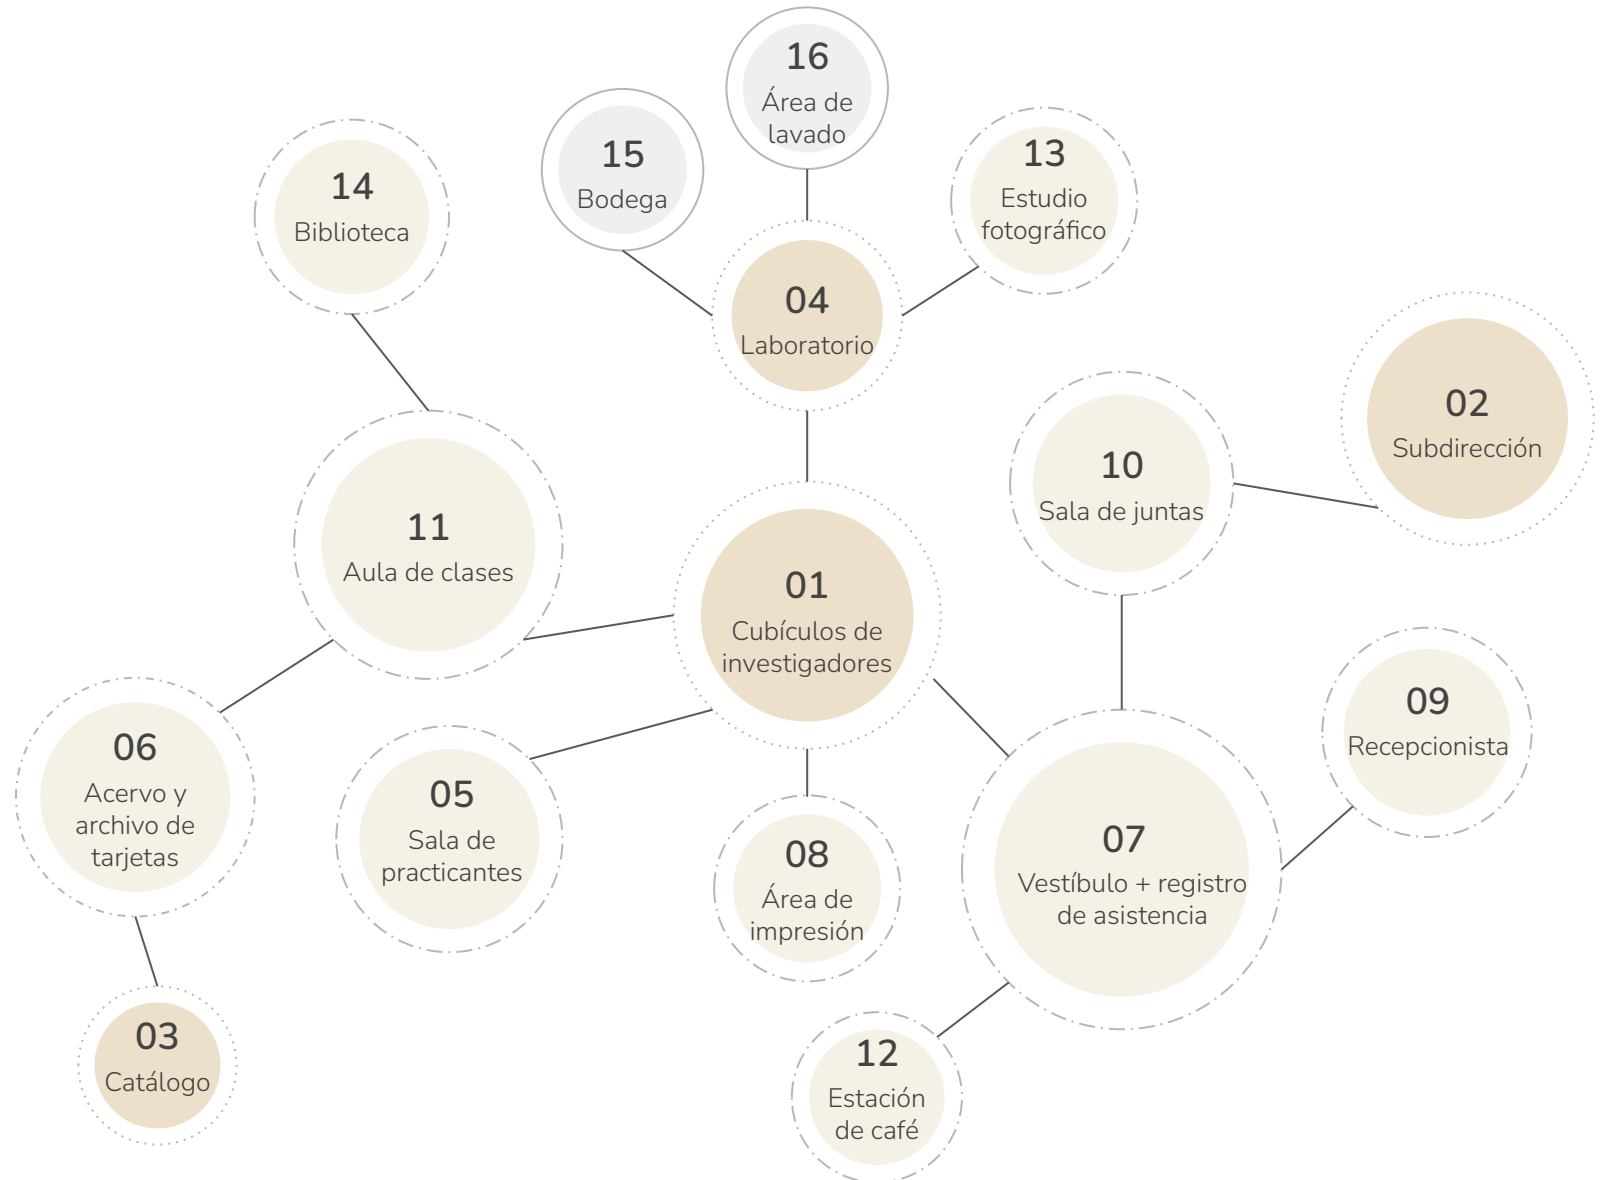 16
Área de
lavado
15
Bodega
13
Estudio
fotográfico
14
Biblioteca
04
Laboratorio
02
Subdirección
10
Sala de juntas
11
Aula de clases
01
Cubículos de
investigadores
09
Recepcionista
06
Acervo y
archivo de
tarjetas
05
Sala de
practicantes
08
Área de
impresión
07
Vestíbulo + registro
de asistencia
03
Catálogo
12
Estación
de café